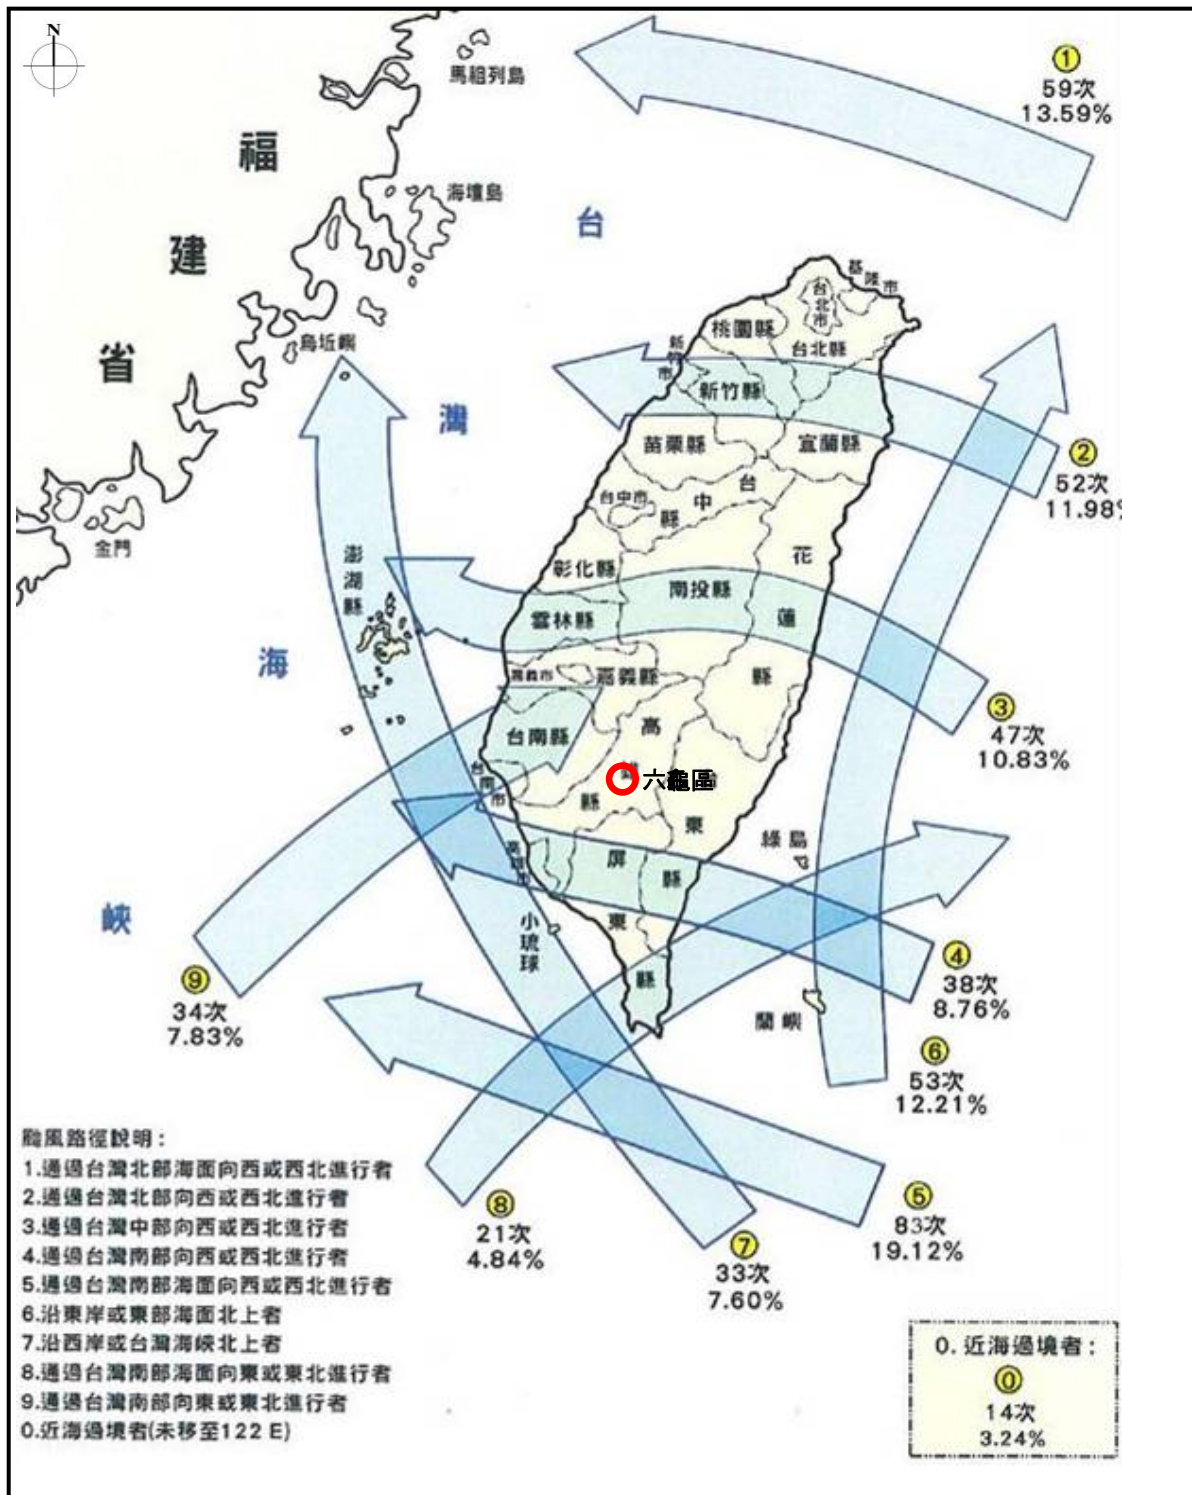 N
馬祖列島
①
59次
13.59%
福
建
省
海壇島
台
灣
海
峽
烏坵嶼
金門
基隆市
台北市
桃園縣
台北縣
新竹市
新竹縣
苗栗縣
宜蘭縣
②
52次
11.98%
台中市
台中縣
花蓮縣
彰化縣
南投縣
雲林縣
澎湖縣
嘉義市
嘉義縣
③
47次
10.83%
台南縣
高
縣
六龜區
台南市
東
綠島
屏東縣
高雄市
小琉球
④
38次
8.76%
⑨
34次
7.83%
蘭嶼
⑥
53次
12.21%
⑧
21次
4.84%
⑦
33次
7.60%
⑤
83次
19.12%
颱風路徑說明:
1.通過台灣北部海面向西或西北進行者
2.通過台灣北部向西或西北進行者
3.通過台灣中部向西或西北進行者
4.通過台灣南部向西或西北進行者
5.通過台灣南部海面向西或西北進行者
6.沿東岸或東部海面北上者
7.沿西岸或台灣海峽北上者
8.通過台灣南部海面向東或東北進行者
9.通過台灣南部向東或東北進行者
0.近海過境者(未移至122 E)
0. 近海過境者:
⓪
14次
3.24%